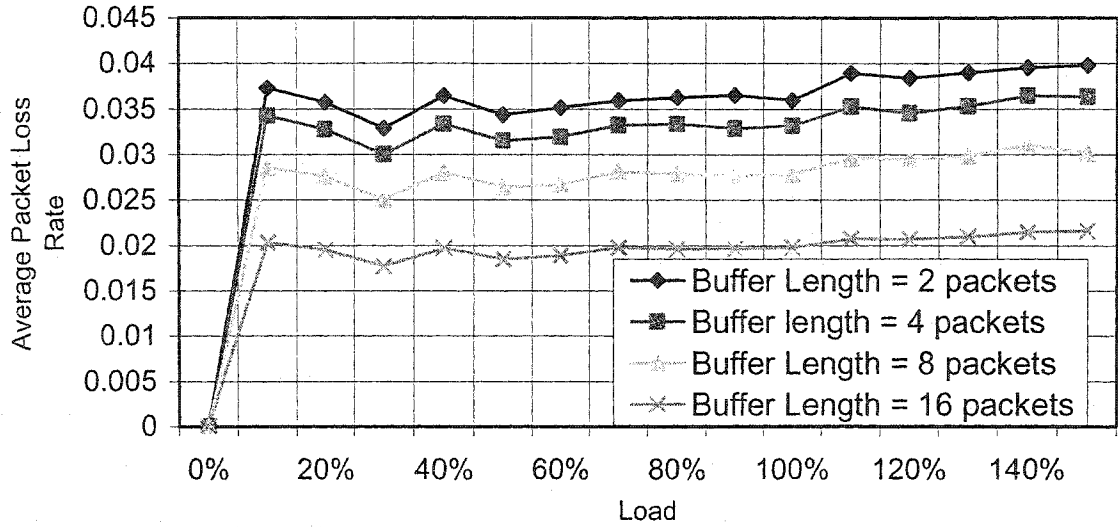 0.045
0.04
0.035
0.03
0.025
0.02
0.015
0.01
0.005
0
Average Packet Loss
Rate
Buffer Length = 2 packets
Buffer length = 4 packets
Buffer Length = 8 packets
Buffer Length = 16 packets
0% 20% 40% 60% 80% 100% 120% 140%
Load